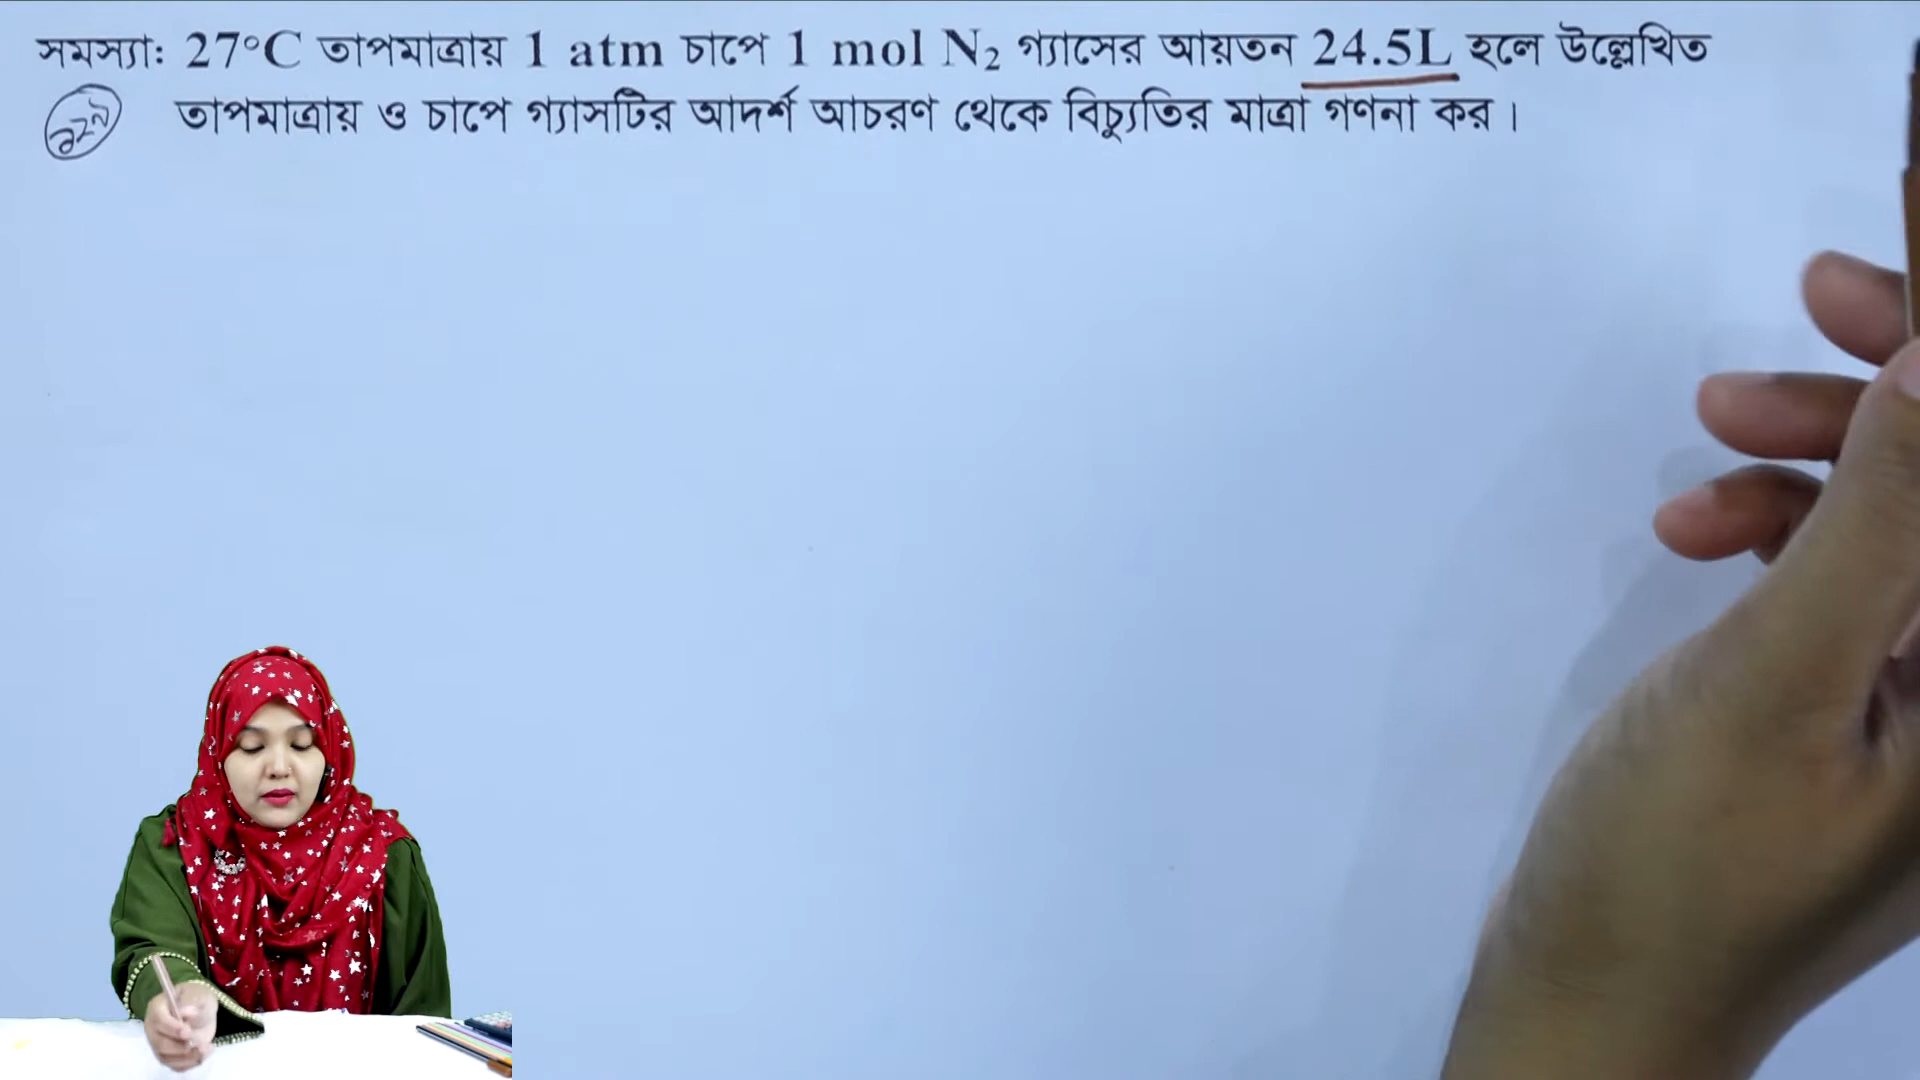 সমস্যা: 27°C তাপমাত্রায় 1 atm চাপে 1 mol N₂ গ্যাসের আয়তন 24.5L হলে উল্লেখিত
তাপমাত্রায় ও চাপে গ্যাসটির আদর্শ আচরণ থেকে বিচ্যুতির মাত্রা গণনা কর।